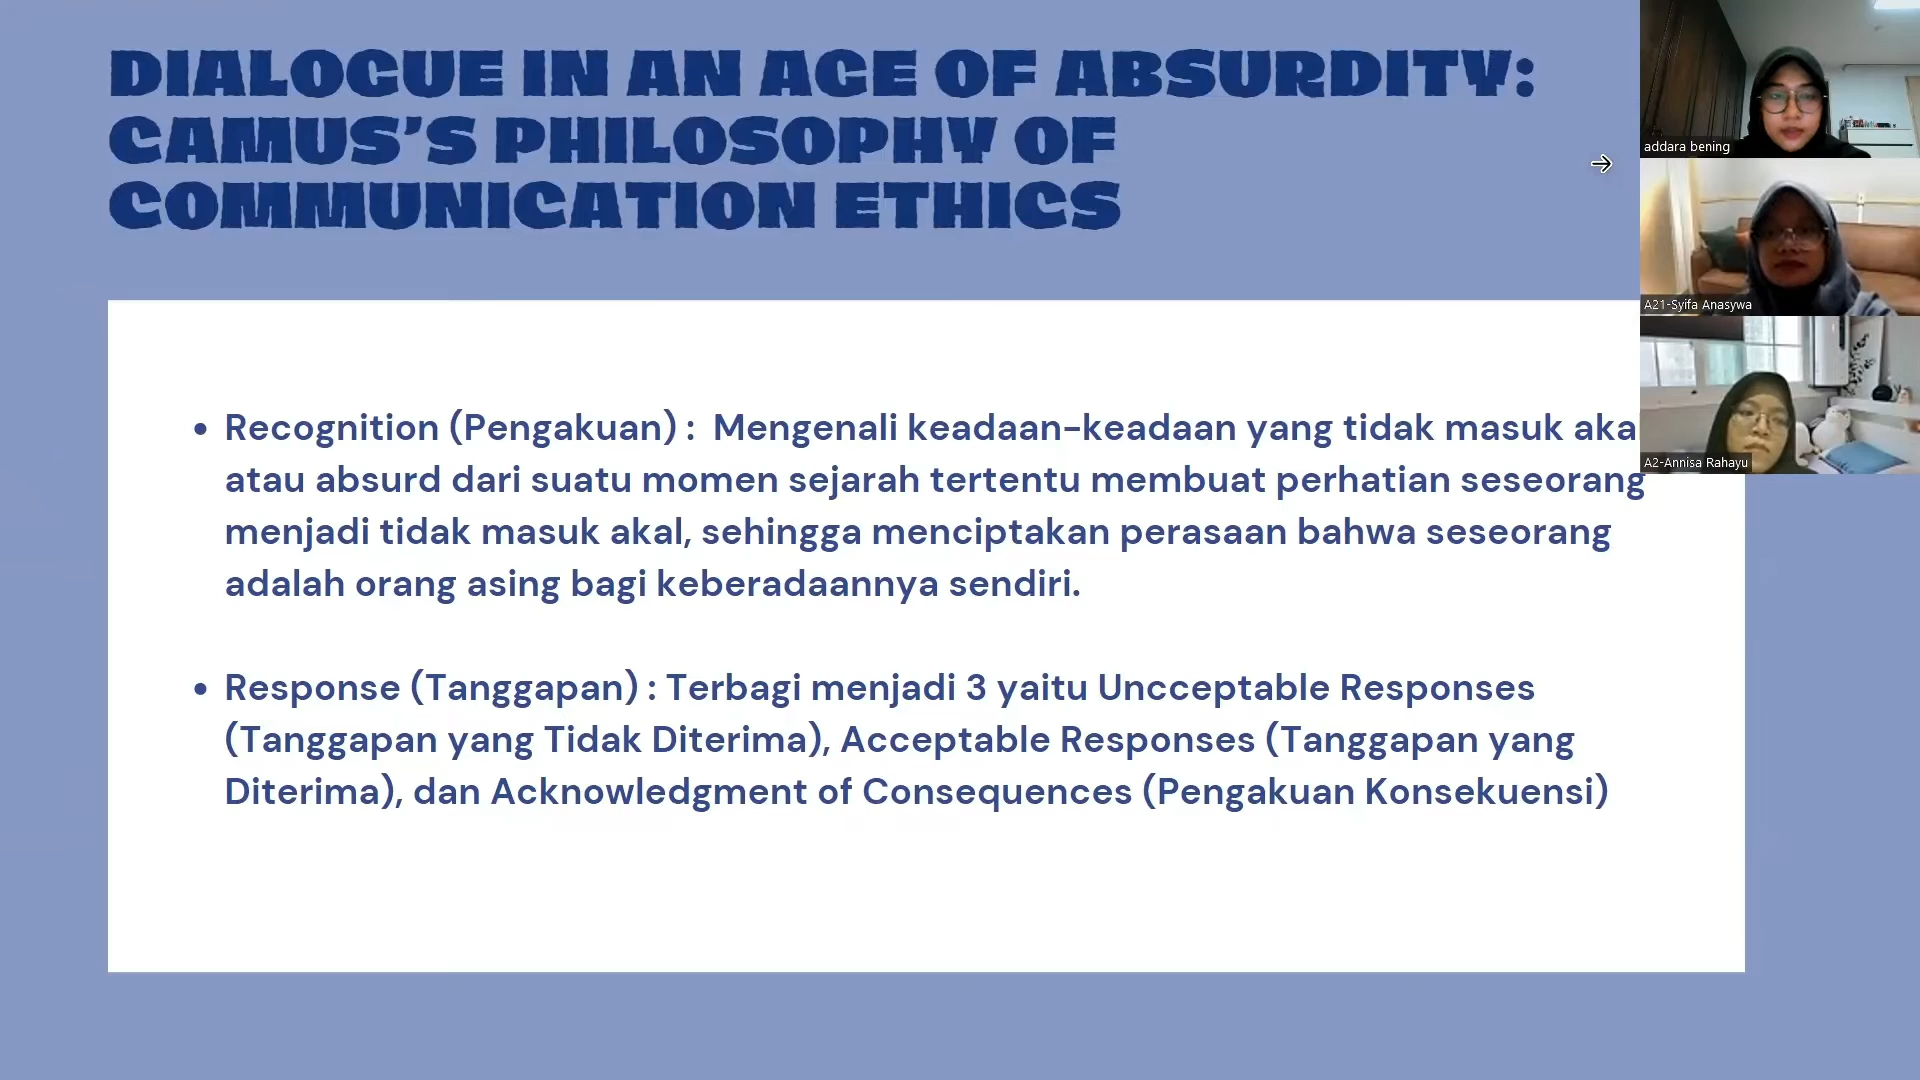 DIALOGUE IN AN AGE OF ABSURDITY:
CAMUS'S PHILOSOPHY OF
COMMUNICATION ETHICS
• Recognition (Pengakuan) : Mengenali keadaan-keadaan yang tidak masuk akal
atau absurd dari suatu momen sejarah tertentu membuat perhatian seseorang
menjadi tidak masuk akal, sehingga menciptakan perasaan bahwa seseorang
adalah orang asing bagi keberadaannya sendiri.
• Response (Tanggapan) : Terbagi menjadi 3 yaitu Uncceptable Responses
(Tanggapan yang Tidak Diterima), Acceptable Responses (Tanggapan yang
Diterima), dan Acknowledgment of Consequences (Pengakuan Konsekuensi)
addara bening
A21-Syifa Anasywa
A2-Annisa Rahayu